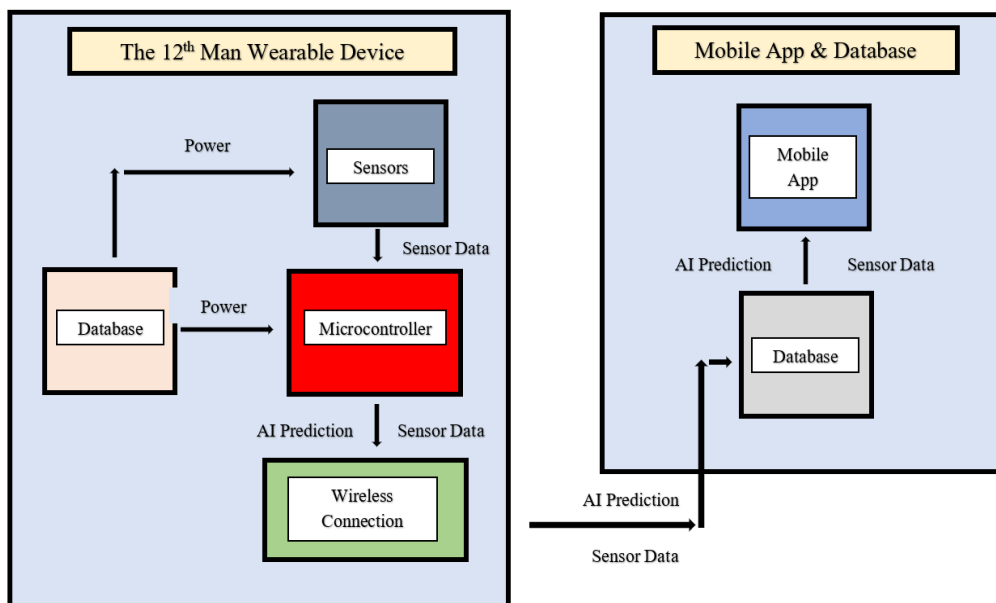 The 12th Man Wearable Device
Power
Sensors
Sensor Data
Database
Power
Microcontroller
AI Prediction
Sensor Data
Wireless
Connection
Mobile App & Database
Mobile
App
AI Prediction
Sensor Data
Database
AI Prediction
Sensor Data